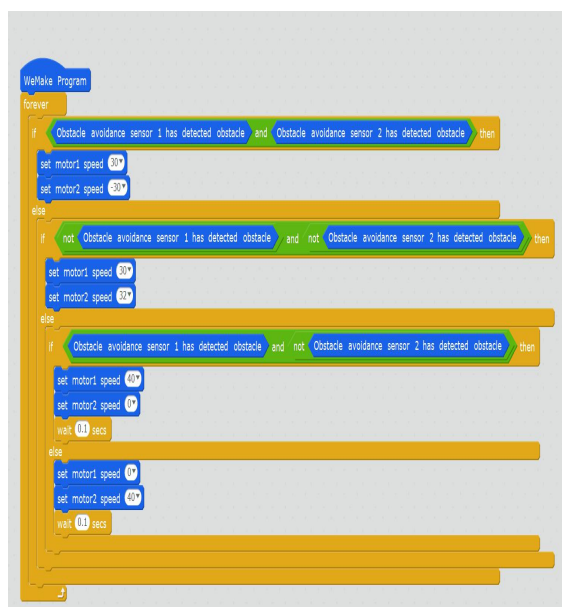 WeMake Program
forever
if Obstacle avoidance sensor 1 has detected obstacle and Obstacle avoidance sensor 2 has detected obstacle then
set motor1 speed 30
set motor2 speed -30
else
if not Obstacle avoidance sensor 1 has detected obstacle and not Obstacle avoidance sensor 2 has detected obstacle then
set motor1 speed 30
set motor2 speed 32
else
if Obstacle avoidance sensor 1 has detected obstacle and not Obstacle avoidance sensor 2 has detected obstacle then
set motor1 speed 40
set motor2 speed 0
wait 0.1 secs
else
set motor1 speed 0
set motor2 speed 40
wait 0.1 secs